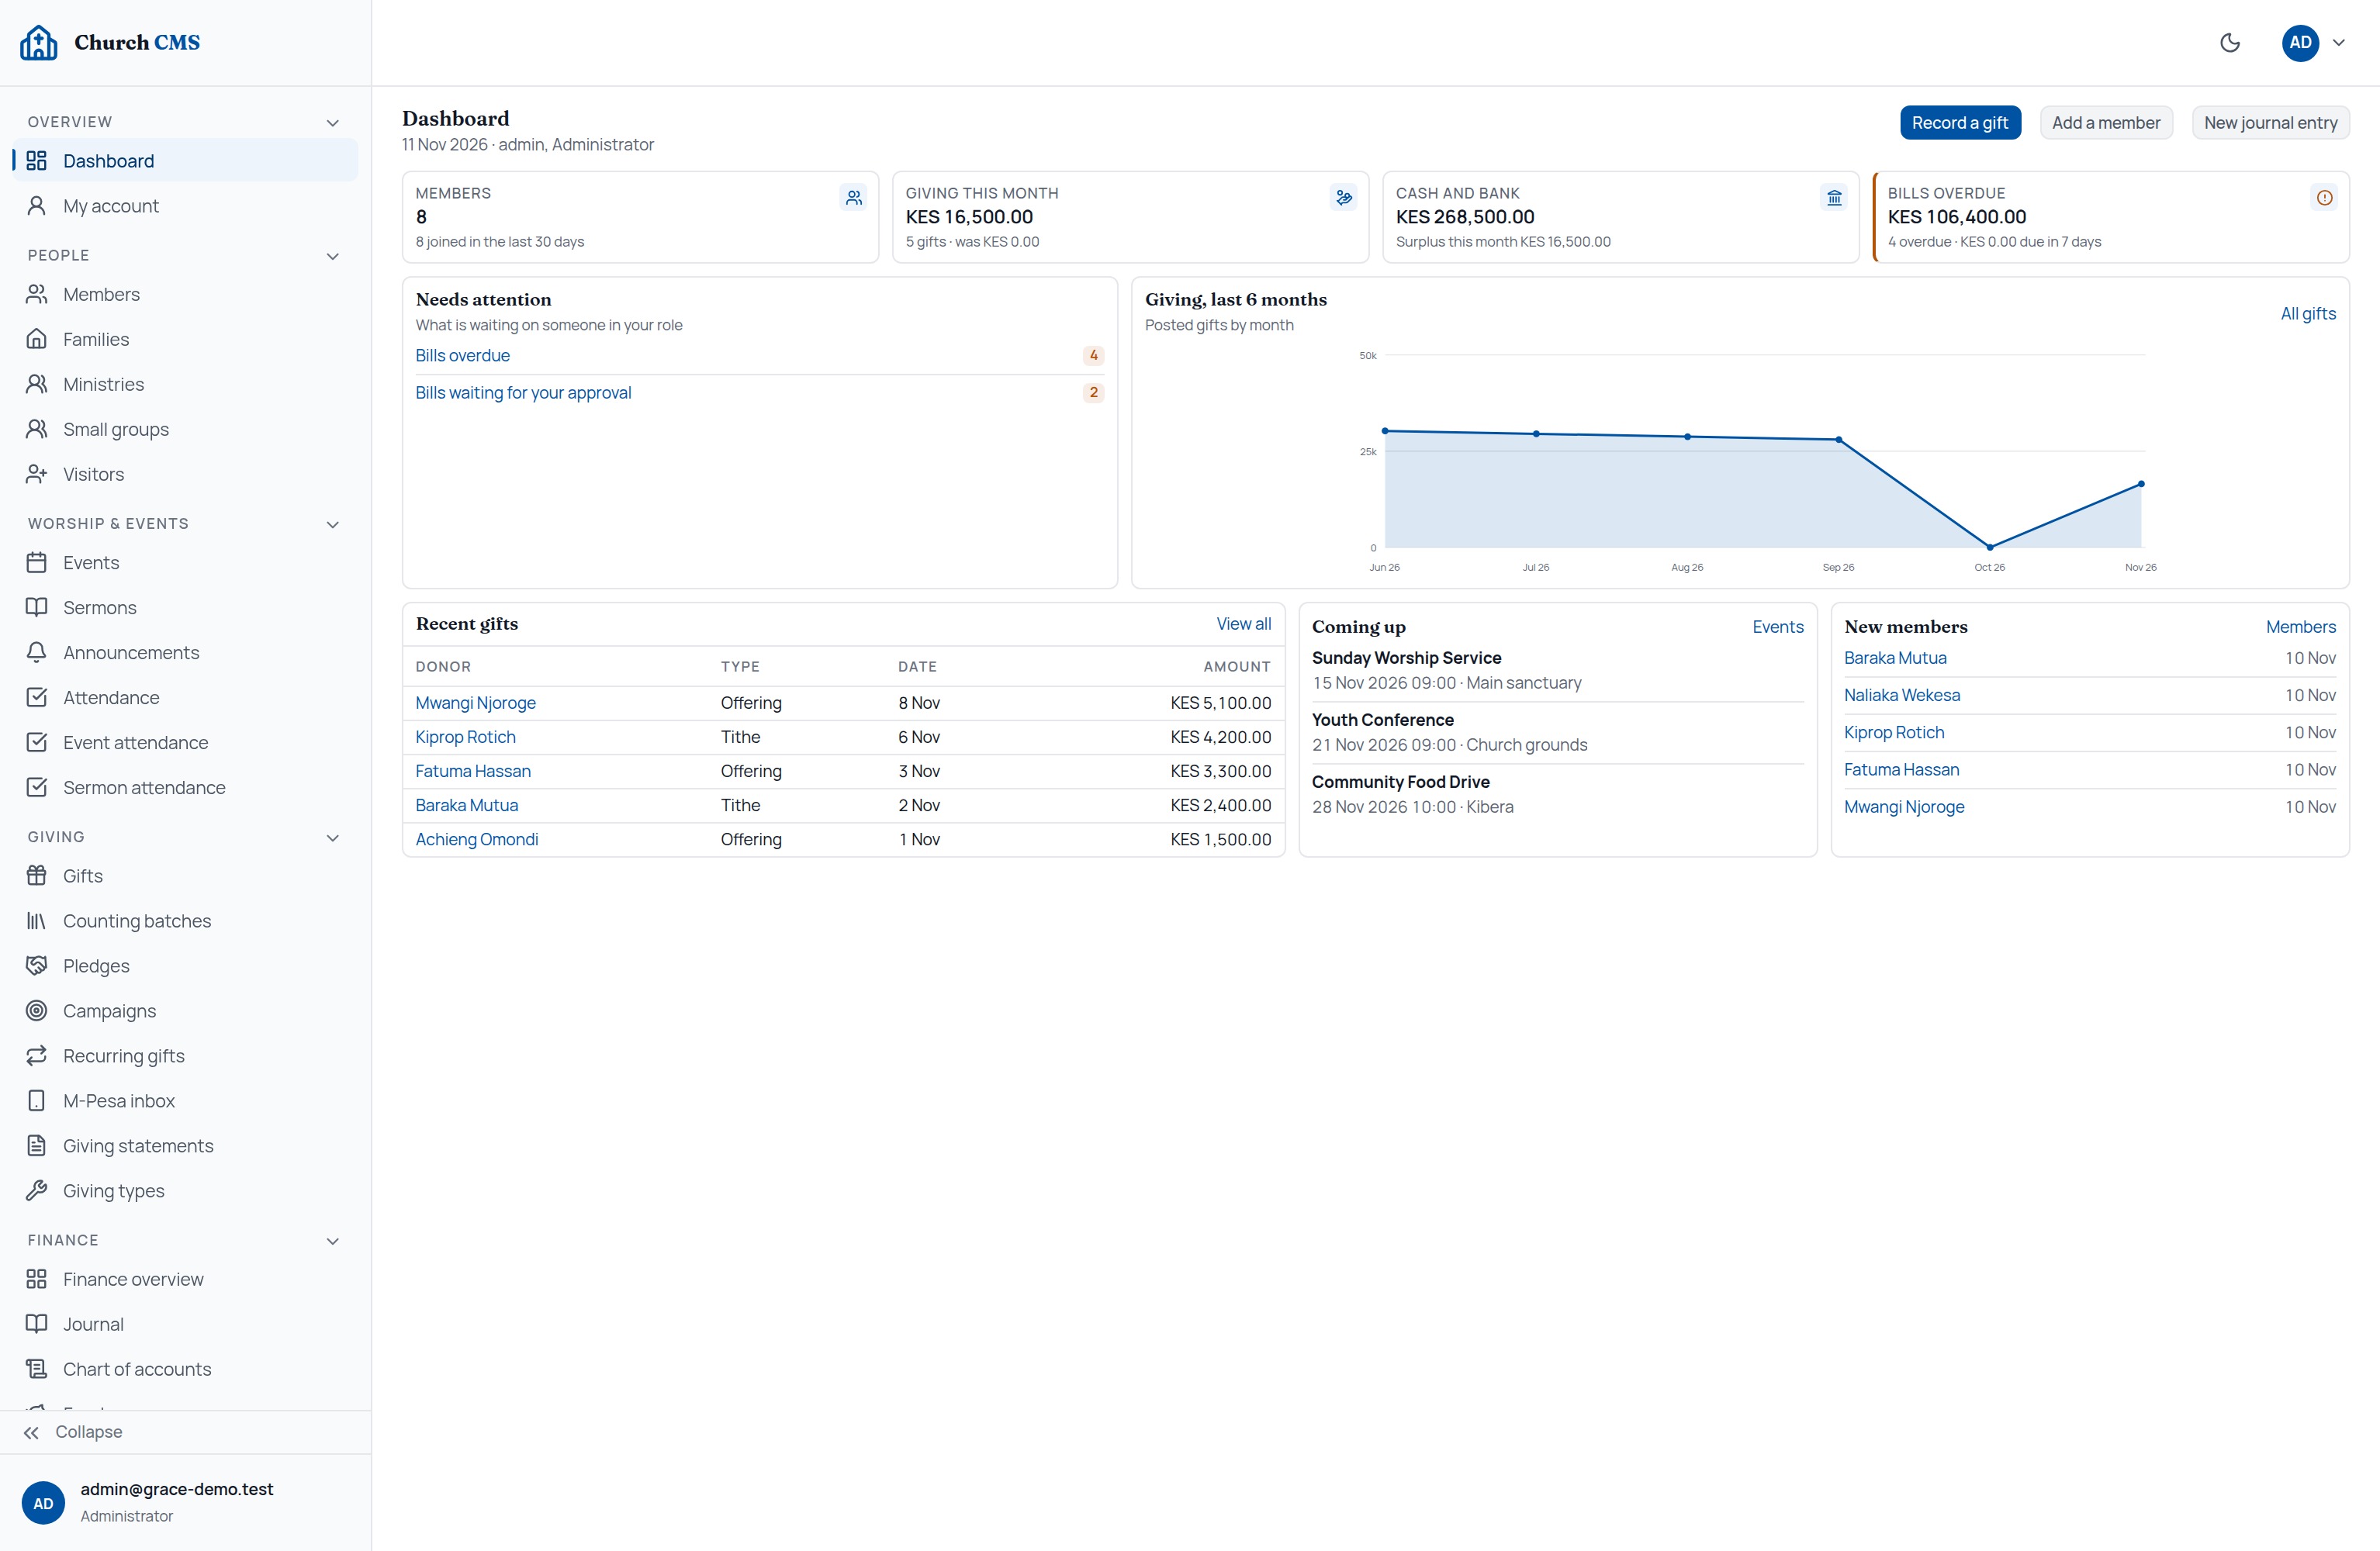 Church CMS
AD
OVERVIEW
Dashboard
My account
PEOPLE
Members
Families
Ministries
Small groups
Visitors
WORSHIP & EVENTS
Events
Sermons
Announcements
Attendance
Event attendance
Sermon attendance
GIVING
Gifts
Counting batches
Pledges
Campaigns
Recurring gifts
M-Pesa inbox
Giving statements
Giving types
FINANCE
Finance overview
Journal
Chart of accounts
Collapse
AD
admin@grace-demo.test
Administrator
Dashboard
11 Nov 2026 · admin, Administrator
Record a gift
Add a member
New journal entry
MEMBERS
8
8 joined in the last 30 days
GIVING THIS MONTH
KES 16,500.00
5 gifts · was KES 0.00
CASH AND BANK
KES 268,500.00
Surplus this month KES 16,500.00
BILLS OVERDUE
KES 106,400.00
4 overdue · KES 0.00 due in 7 days
Needs attention
What is waiting on someone in your role
Bills overdue 4
Bills waiting for your approval 2
Giving, last 6 months
Posted gifts by month
All gifts
50k
25k
0
Jun 26 Jul 26 Aug 26 Sep 26 Oct 26 Nov 26
Recent gifts View all
DONOR TYPE DATE AMOUNT
Mwangi Njoroge Offering 8 Nov KES 5,100.00
Kiprop Rotich Tithe 6 Nov KES 4,200.00
Fatuma Hassan Offering 3 Nov KES 3,300.00
Baraka Mutua Tithe 2 Nov KES 2,400.00
Achieng Omondi Offering 1 Nov KES 1,500.00
Coming up Events
Sunday Worship Service
15 Nov 2026 09:00 · Main sanctuary
Youth Conference
21 Nov 2026 09:00 · Church grounds
Community Food Drive
28 Nov 2026 10:00 · Kibera
New members Members
Baraka Mutua 10 Nov
Naliaka Wekesa 10 Nov
Kiprop Rotich 10 Nov
Fatuma Hassan 10 Nov
Mwangi Njoroge 10 Nov